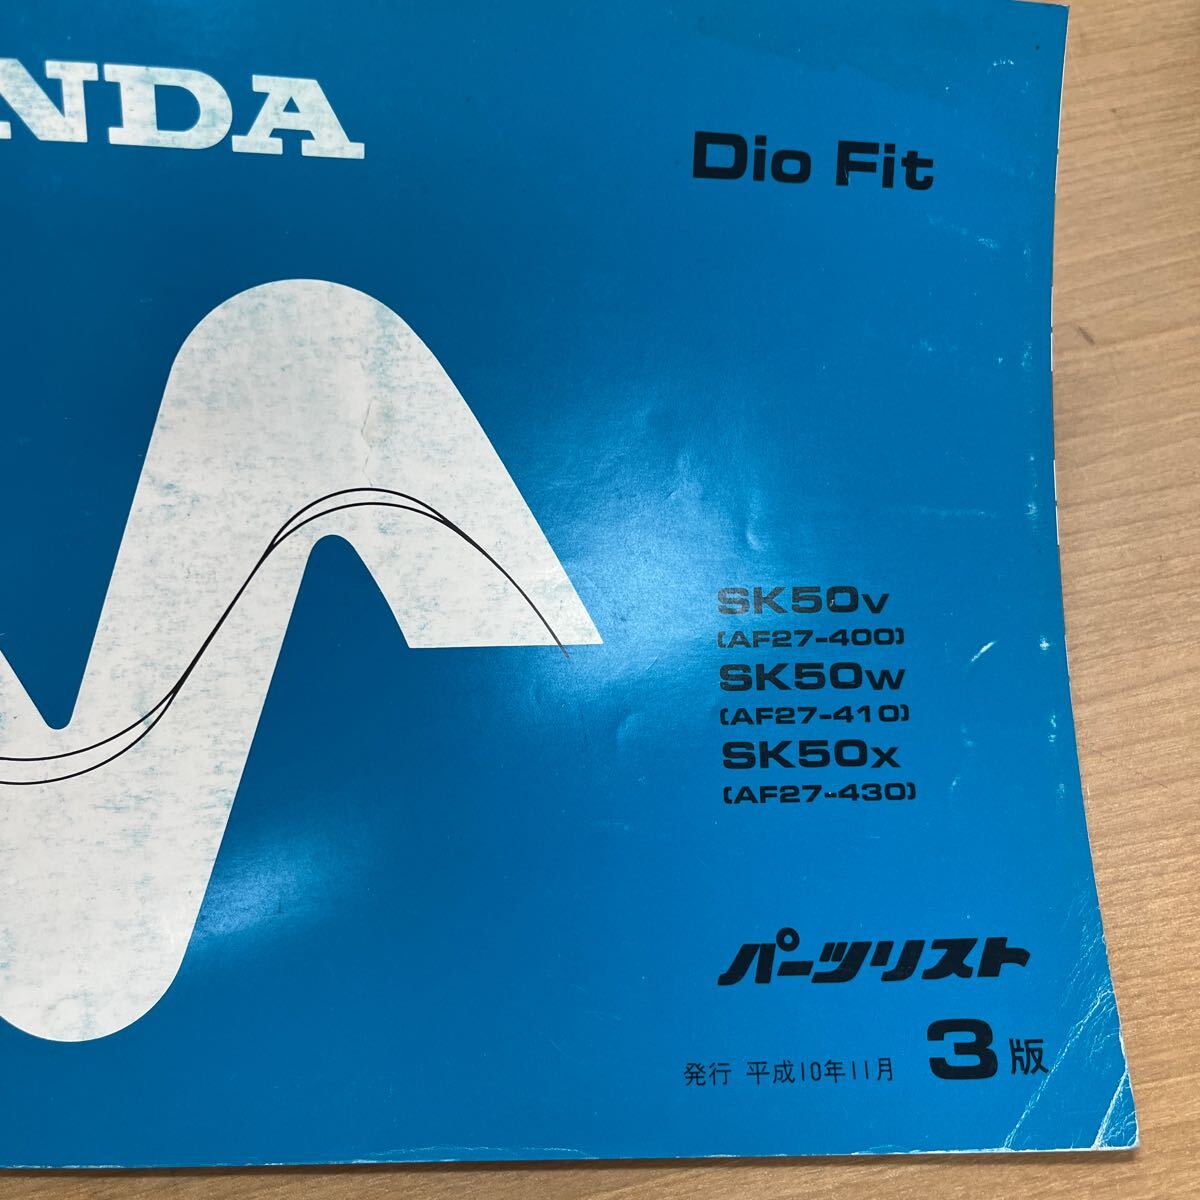 NDA
Dio Fit
SK50V
(AF27-400)
SK50W
(AF27-410)
SK50X
(AF27-430)
パーツリスト
発行 平成10年11月 3版